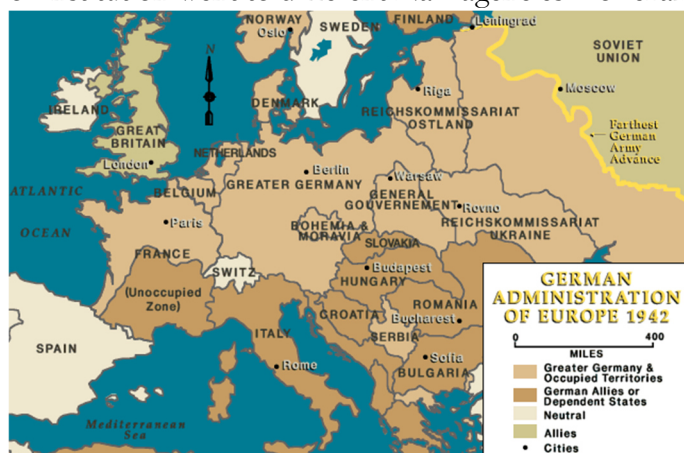 NORWAY
Oslo
SWEDEN
FINLAND
Leningrad
SOVIET
UNION
Riga
Moscow
IRELAND
DENMARK
REICHSKOMMISSARIAT
OSTLAND
Farthest
German
Army
Advance
GREAT
BRITAIN
N
London
NETHERLANDS
Berlin
Warsaw
ATLANTIC
OCEAN
BELGIUM
GREATER GERMANY
GENERAL
GOUVERNEMENT
Rovno
REICHSKOMMISSARIAT
UKRAINE
Paris
BOHEMIA &
MORAVIA
SLOVAKIA
FRANCE
SWITZ
Budapest
HUNGARY
(Unoccupied
Zone)
ROMANIA
CROATIA
Bucharest
SPAIN
ITALY
SERBIA
Rome
Sofia
BULGARIA
Mediterranean
Sea
GERMAN
ADMINISTRATION
OF EUROPE 1942
0 400
MILES
Greater Germany &
Occupied Territories
German Allies or
Dependent States
Neutral
Allies
Cities